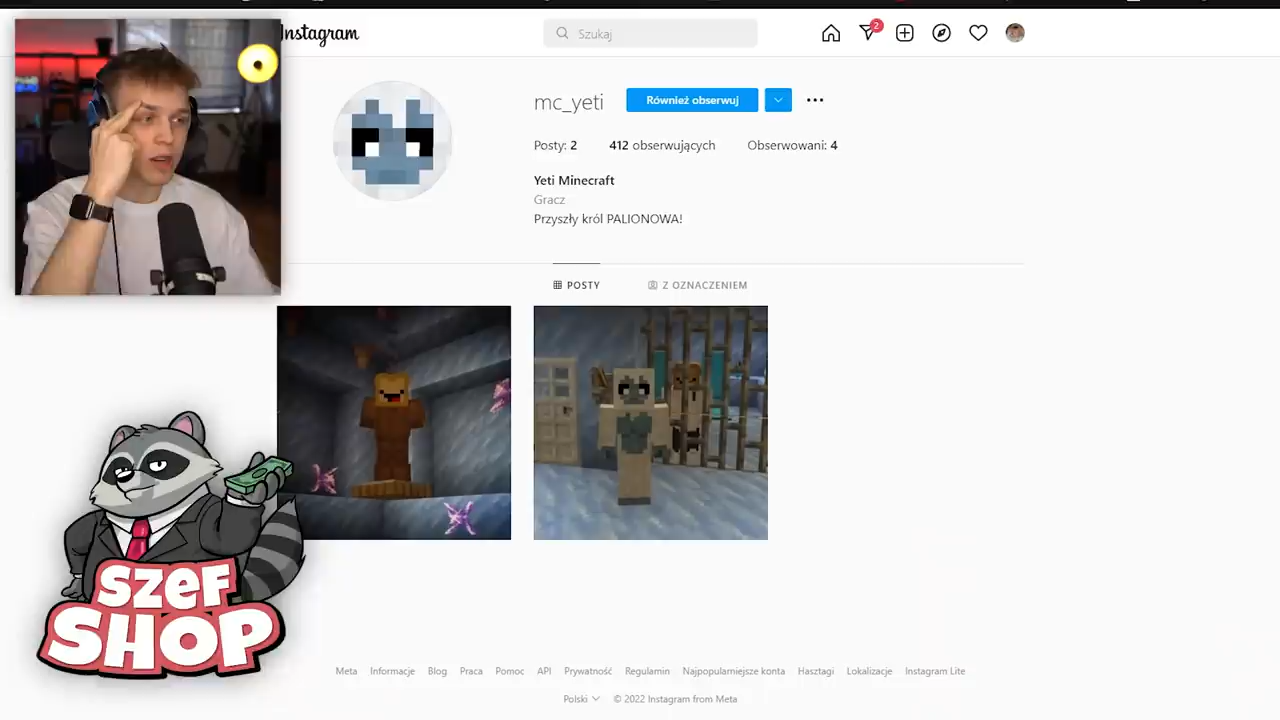 Instagram
Szukaj
2
mc_yeti
Również obserwuj
Posty: 2
412 obserwujących
Obserwowani: 4
Yeti Minecraft
Gracz
Przyszły król PALIONOWA!
POSTY
Z OZNACZENIEM
SZEF
SHOP
Meta
Informacje
Blog
Praca
Pomoc
API
Prywatność
Regulamin
Najpopularniejsze konta
Hasztagi
Lokalizacje
Instagram Lite
Polski
© 2022 Instagram from Meta